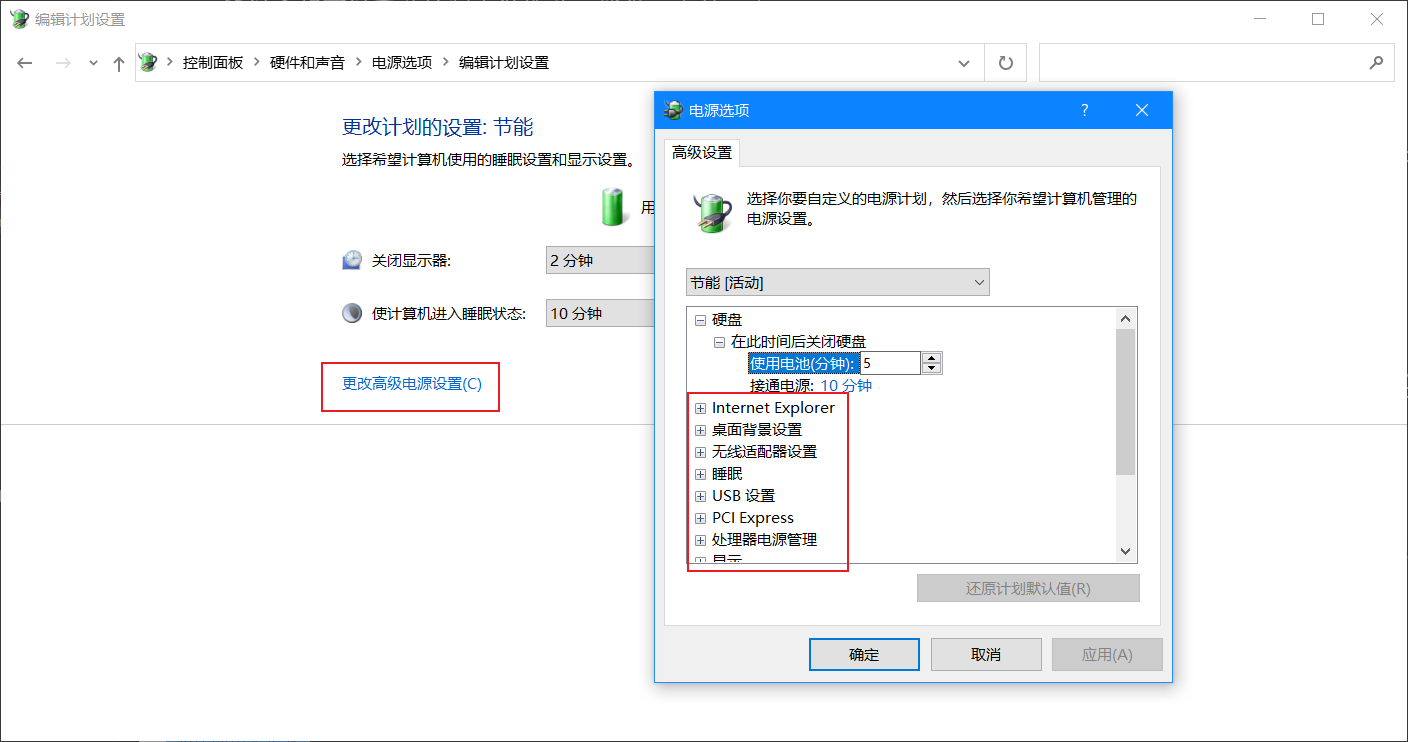 编辑计划设置
控制面板 > 硬件和声音 > 电源选项 > 编辑计划设置
更改计划的设置: 节能
选择希望计算机使用的睡眠设置和显示设置。
用
关闭显示器:
2 分钟
使计算机进入睡眠状态:
10 分钟
更改高级电源设置(C)
电源选项
?
高级设置
选择你要自定义的电源计划，然后选择你希望计算机管理的
电源设置。
节能 [活动]
硬盘
在此时间后关闭硬盘
使用电池(分钟): 5
接通电源: 10 分钟
Internet Explorer
桌面背景设置
无线适配器设置
睡眠
USB 设置
PCI Express
处理器电源管理
显示
还原计划默认值(R)
确定
取消
应用(A)